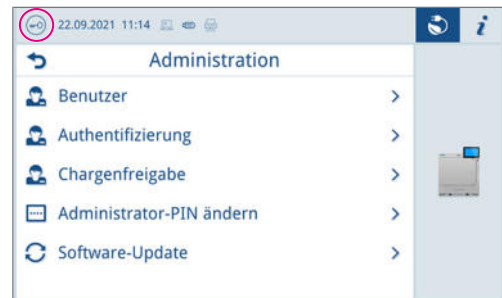 22.09.2021 11:14
i
Administration
Benutzer
Authentifizierung
Chargenfreigabe
Administrator-PIN ändern
Software-Update